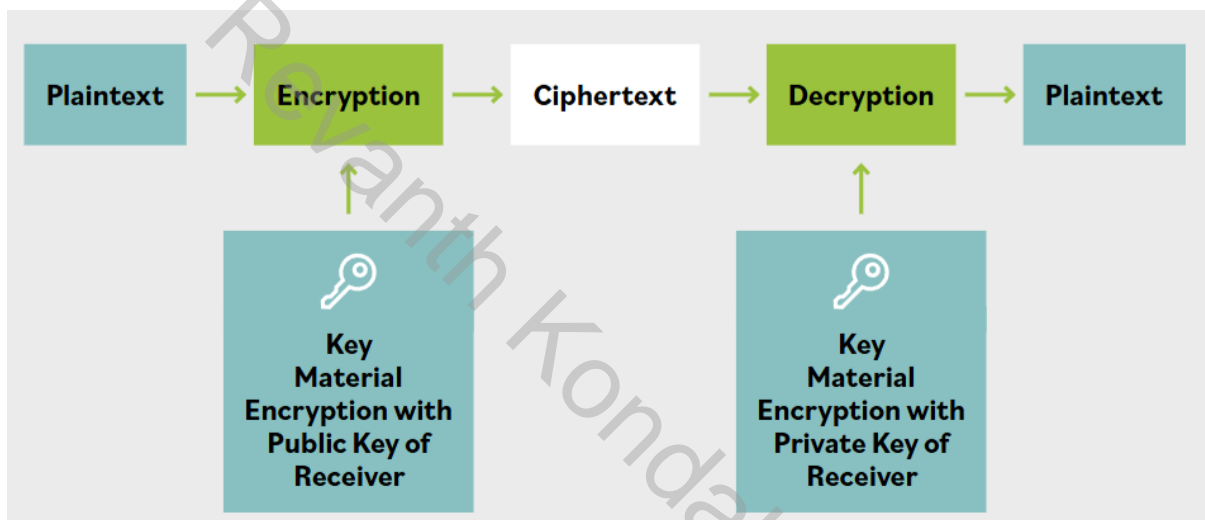 Plaintext
Encryption
Ciphertext
Decryption
Plaintext
Key
Material
Encryption with
Public Key of
Receiver
Key
Material
Encryption with
Private Key of
Receiver
Revanth